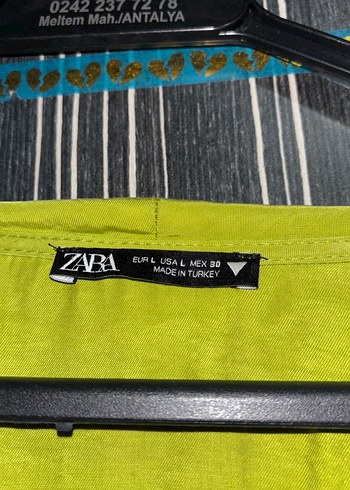 0242 237 72 78
Meltem Mah./ANTALYA
ZARA
EUR L USA L MEX 30
MADE IN TURKEY